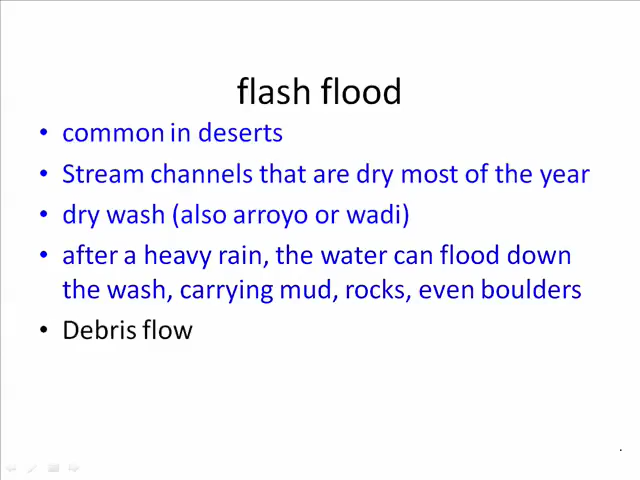 flash flood
• common in deserts
• Stream channels that are dry most of the year
• dry wash (also arroyo or wadi)
• after a heavy rain, the water can flood down
the wash, carrying mud, rocks, even boulders
• Debris flow
.